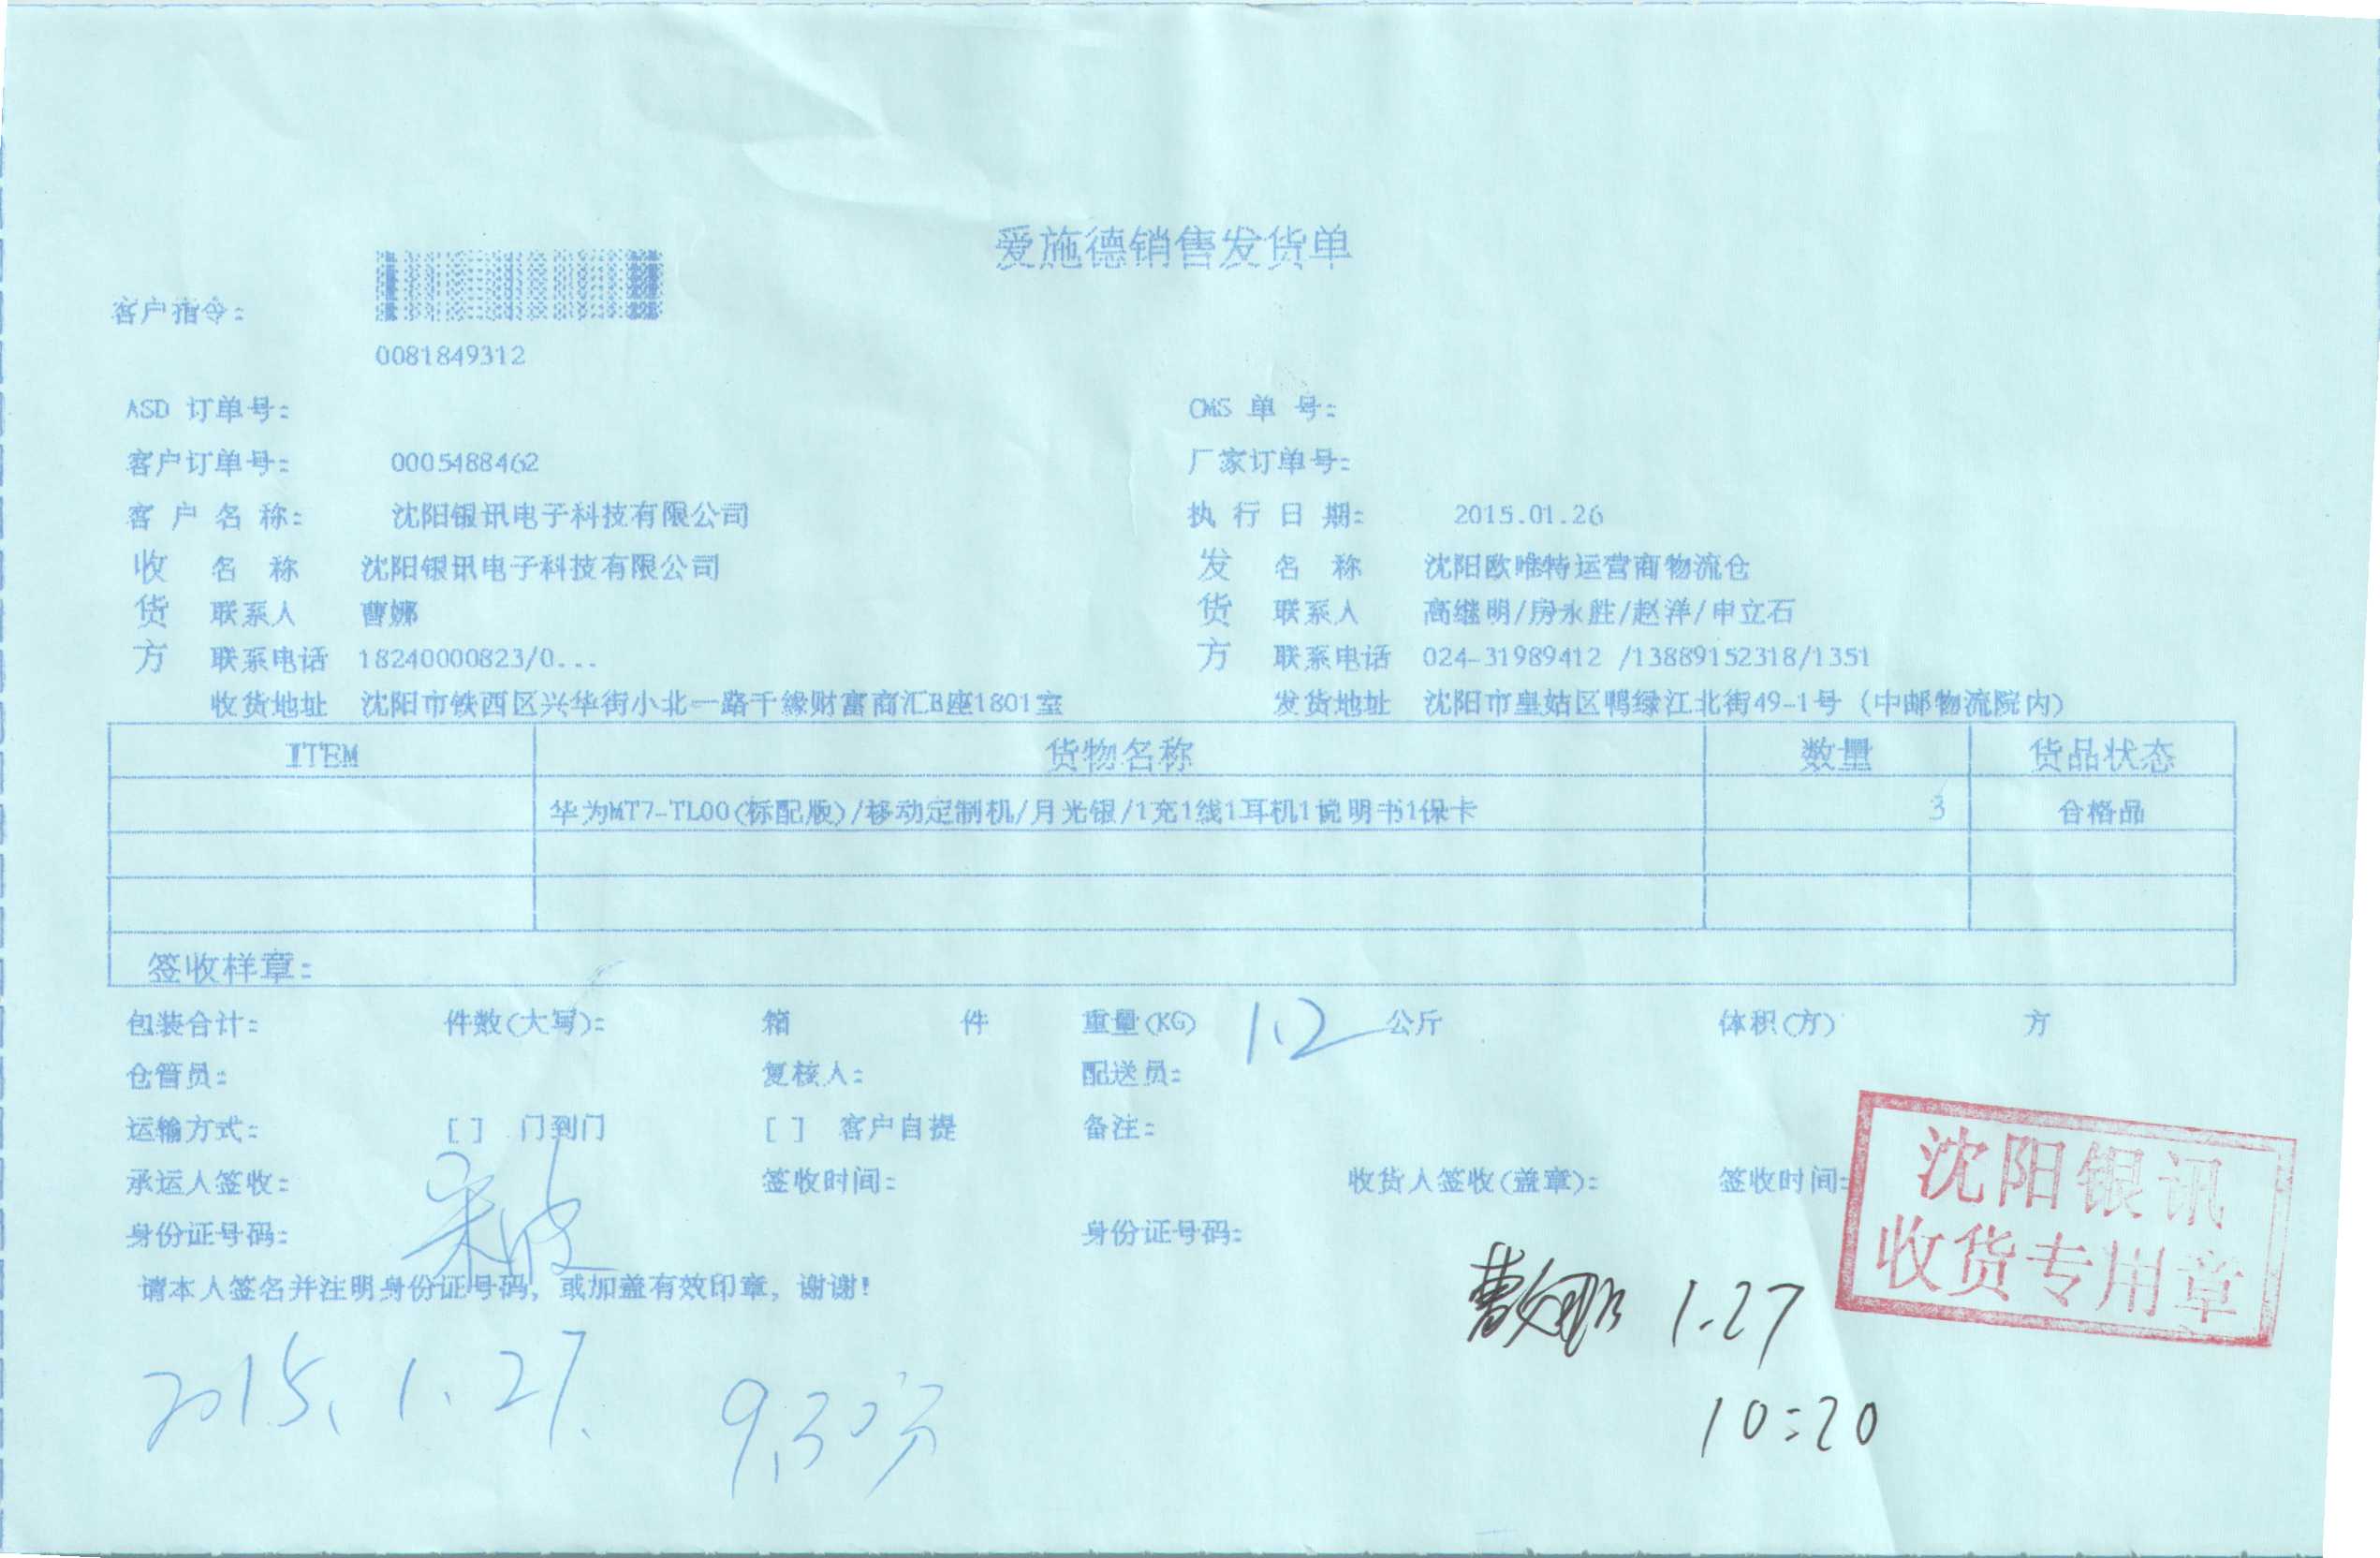 爱施德销售发货单
客户指令:
0081849312
ASD 订单号: OMS 单 号:
客户订单号: 0005488462 厂家订单号:
客 户 名 称: 沈阳银讯电子科技有限公司 执 行 日 期: 2015.01.26
收 名 称 沈阳银讯电子科技有限公司 发 名 称 沈阳欧唯特运营商物流仓
货 联系人 曹娜 货 联系人 高继明/房永胜/赵洋/申立石
方 联系电话 18240000823/0... 方 联系电话 024-31989412 /13889152318/1351
收货地址 沈阳市铁西区兴华街小北一路千缘财富商汇B座1801室 发货地址 沈阳市皇姑区鸭绿江北街49-1号 (中邮物流院内)
ITEM 货物名称 数量 货品状态
华为MT7-TL00(标配版)/移动定制机/月光银/1充1线1耳机1说明书1保卡 3 合格品
签收样章:
包装合计: 件数(大写): 箱 件 重量(KG) 1.2 公斤 体积(方) 方
仓管员: 复核人: 配送员:
运输方式: [ ] 门到门 [ ] 客户自提 备注:
承运人签收: 宋波 签收时间: 收货人签收(盖章): 签收时间:
身份证号码: 身份证号码:
请本人签名并注明身份证号码, 或加盖有效印章, 谢谢!
沈阳银讯
收货专用章
曹娜 1.27
10:20
2015.1.27. 9.30分